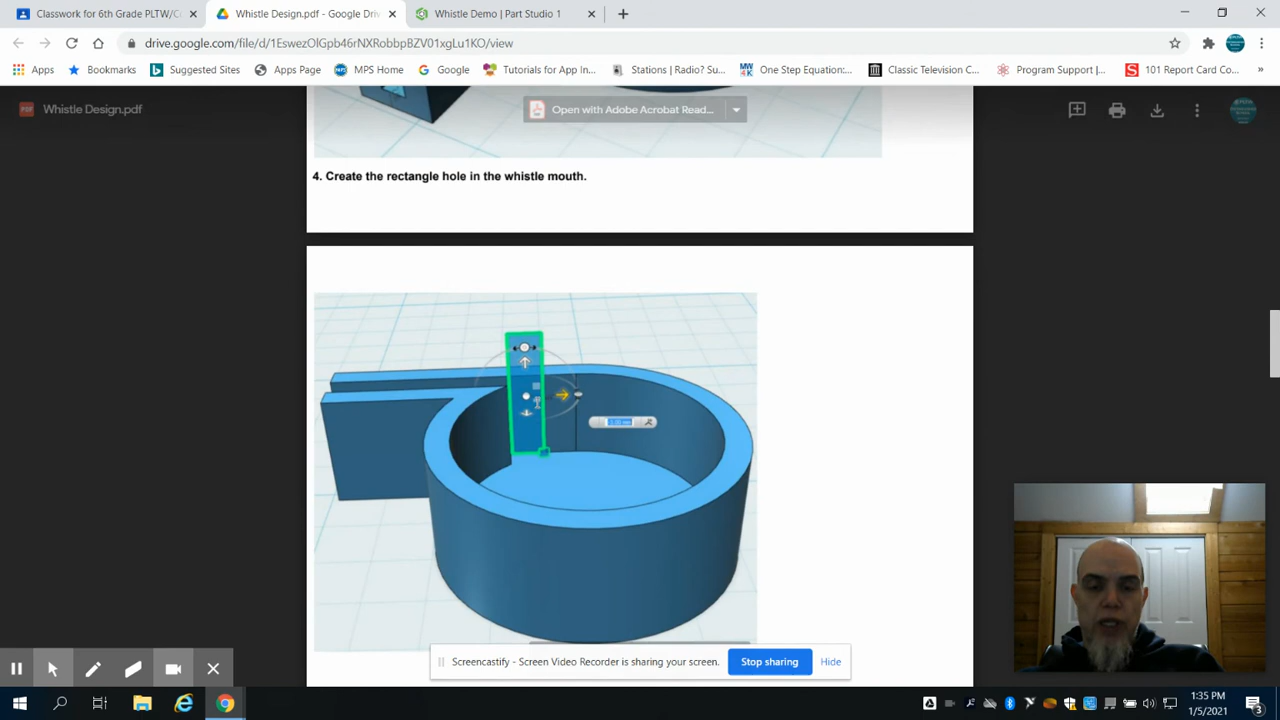 Classwork for 6th Grade PLTW/C
Whistle Design.pdf - Google Driv
Whistle Demo | Part Studio 1
drive.google.com/file/d/1EswezOlGpb46rNXRobbpBZV01xgLu1KO/view
Apps
Bookmarks
Suggested Sites
Apps Page
MPS Home
Google
Tutorials for App In...
Stations | Radio? Su...
One Step Equation:...
Classic Television C...
Program Support |...
101 Report Card Co...
Whistle Design.pdf
Open with Adobe Acrobat Read...
4. Create the rectangle hole in the whistle mouth.
Screencastify - Screen Video Recorder is sharing your screen.
Stop sharing
Hide
1:35 PM
1/5/2021
3